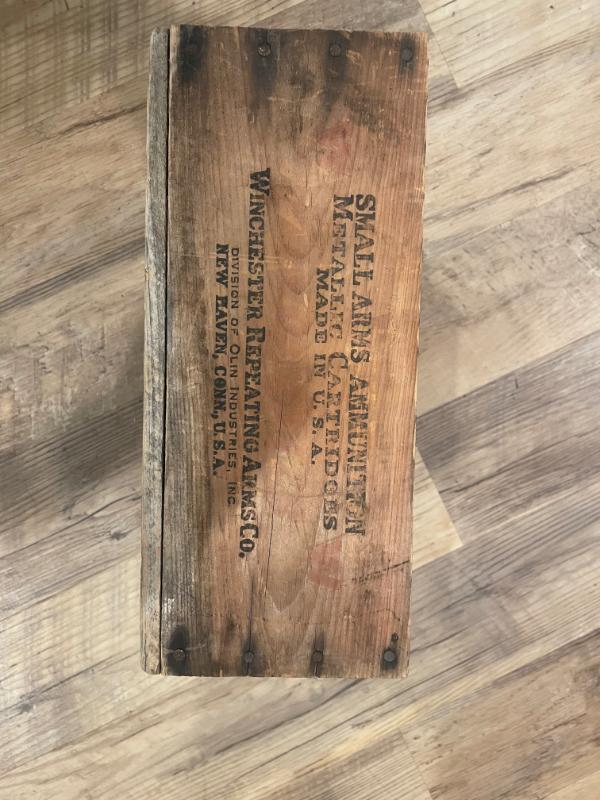 SMALL ARMS AMMUNITION
METALLIC CARTRIDGES
MADE IN U.S.A.
WINCHESTER REPEATING ARMS CO.
DIVISION OF OLIN INDUSTRIES, INC.
NEW HAVEN, CONN., U.S.A.